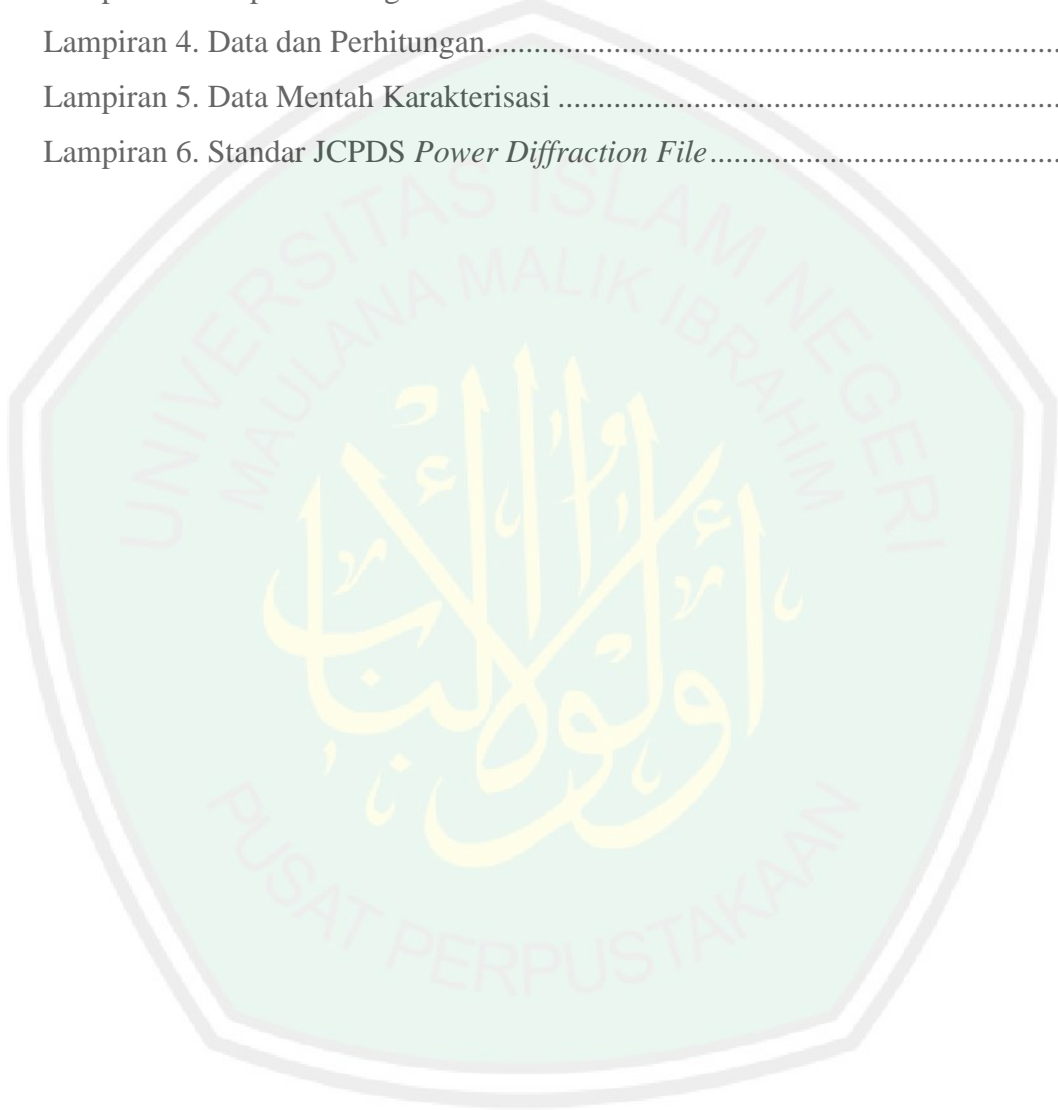 Lampiran 4. Data dan Perhitungan....................................................................
Lampiran 5. Data Mentah Karakterisasi ..........................................................
Lampiran 6. Standar JCPDS Power Diffraction File........................................
UNIVERSITAS ISLAM NEGERI
MAULANA MALIK IBRAHIM
PUSAT PERPUSTAKAAN